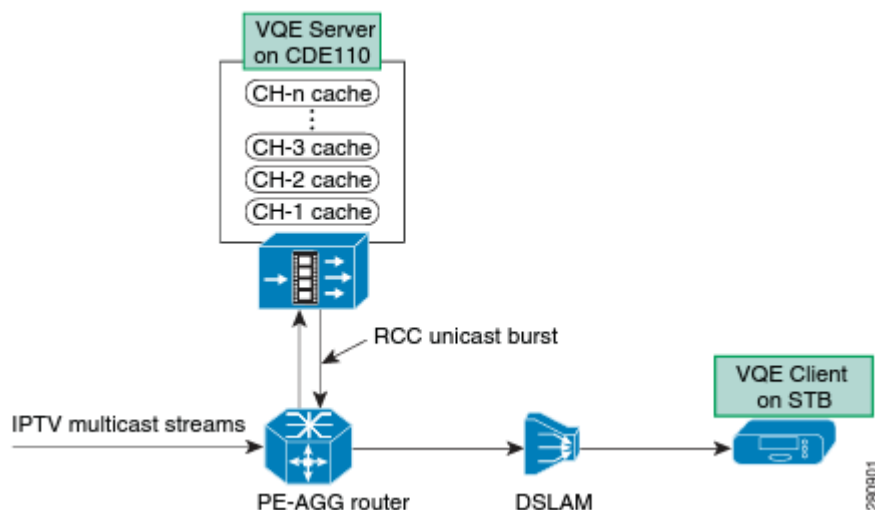 VQE Server
on CDE110
CH-n cache
CH-3 cache
CH-2 cache
CH-1 cache
RCC unicast burst
VQE Client
on STB
IPTV multicast streams
PE-AGG router
DSLAM
290901